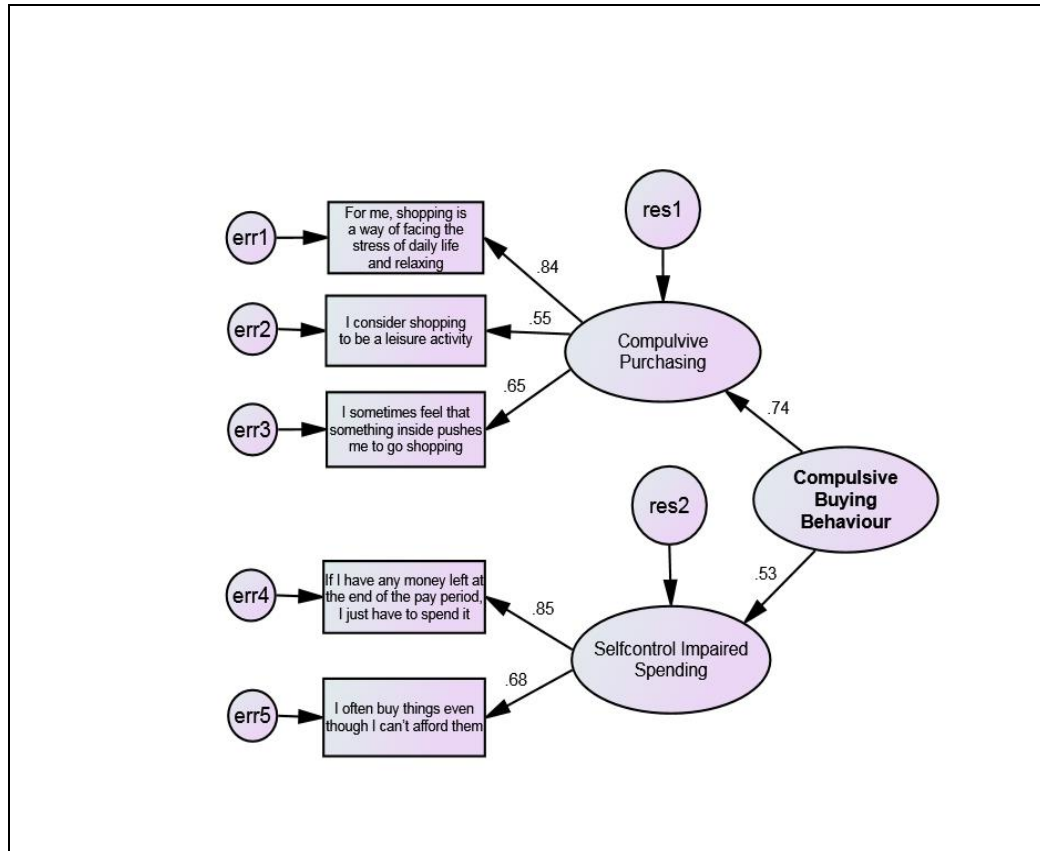 res1
err1
For me, shopping is
a way of facing the
stress of daily life
and relaxing
.84
err2
I consider shopping
to be a leisure activity
.55
Compulvive
Purchasing
.65
err3
I sometimes feel that
something inside pushes
me to go shopping
.74
Compulsive
Buying
Behaviour
res2
.53
err4
If I have any money left at
the end of the pay period,
I just have to spend it
.85
Selfcontrol Impaired
Spending
.68
err5
I often buy things even
though I can't afford them